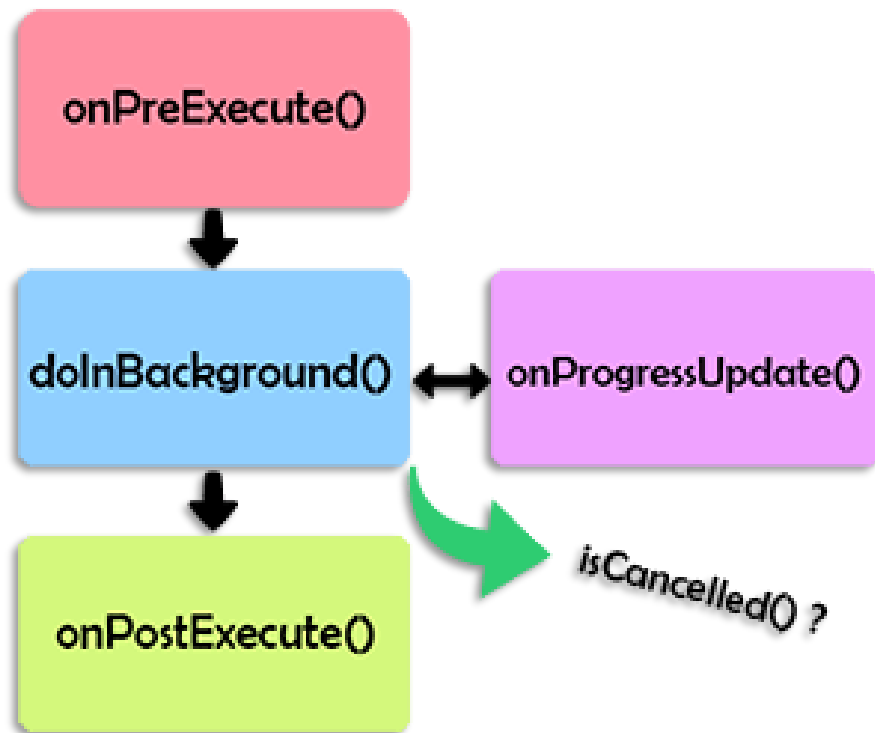 onPreExecute()
doInBackground()
onProgressUpdate()
isCancelled() ?
onPostExecute()